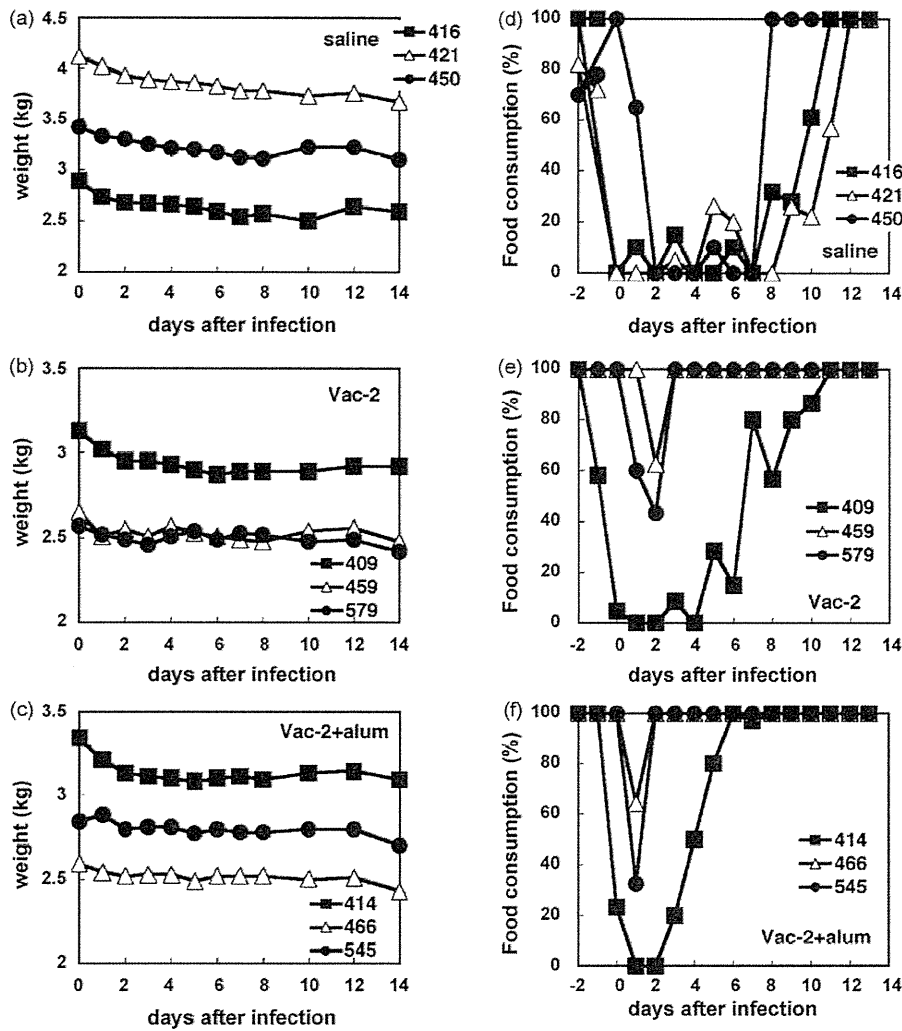 (a)
4.5
4
3.5
3
2.5
2
weight (kg)
saline
416
421
450
0 2 4 6 8 10 12 14
days after infection
(d)
100
80
60
40
20
0
Food consumption (%)
416
421
450
saline
-2 0 2 4 6 8 10 12 14
days after infection
(b)
3.5
3
2.5
2
weight (kg)
Vac-2
409
459
579
0 2 4 6 8 10 12 14
days after infection
(e)
100
80
60
40
20
0
Food consumption (%)
409
459
579
Vac-2
-2 0 2 4 6 8 10 12 14
days after infection
(c)
3.5
3
2.5
2
weight (kg)
Vac-2+alum
414
466
545
0 2 4 6 8 10 12 14
days after infection
(f)
100
80
60
40
20
0
Food consumption (%)
414
466
545
Vac-2+alum
-2 0 2 4 6 8 10 12 14
days after infection